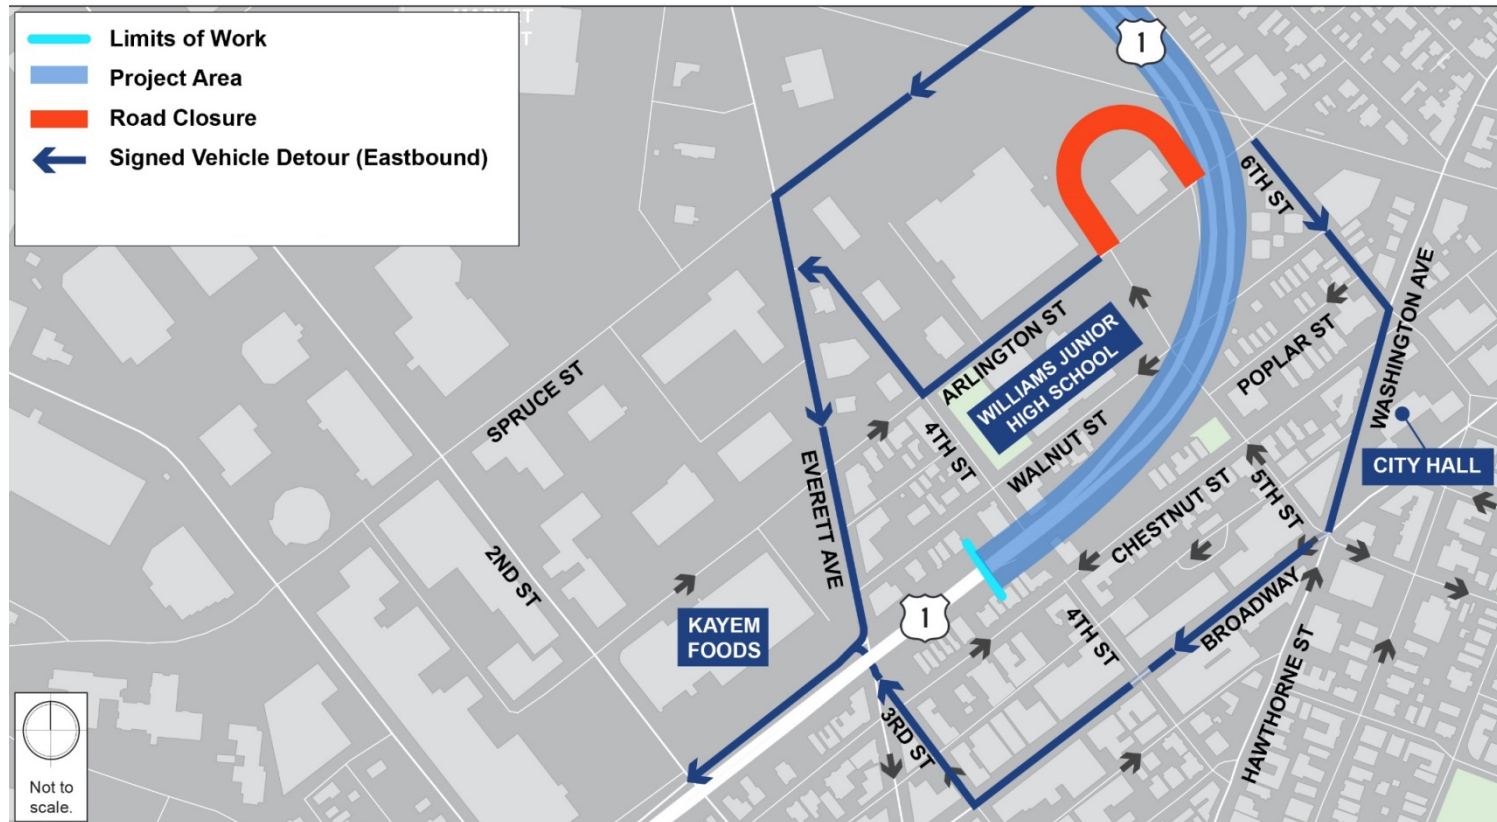 MARKET
Limits of Work
Project Area
Road Closure
Signed Vehicle Detour (Eastbound)
1
6TH ST
WASHINGTON AVE
POPLAR ST
ARLINGTON ST
WILLIAMS JUNIOR
HIGH SCHOOL
SPRUCE ST
4TH ST
WALNUT ST
CITY HALL
EVERETT AVE
5TH ST
CHESTNUT ST
2ND ST
BROADWAY
KAYEM
FOODS
1
4TH ST
HAWTHORNE ST
3RD ST
Not to
scale.